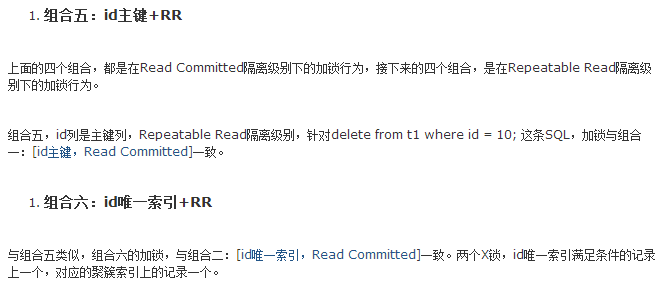 1. 组合五：id主键+RR
上面的四个组合，都是在Read Committed隔离级别下的加锁行为，接下来的四个组合，是在Repeatable Read隔离级
别下的加锁行为。
组合五，id列是主键列，Repeatable Read隔离级别，针对delete from t1 where id = 10; 这条SQL，加锁与组合
一：[id主键，Read Committed]一致。
1. 组合六：id唯一索引+RR
与组合五类似，组合六的加锁，与组合二：[id唯一索引，Read Committed]一致。两个X锁，id唯一索引满足条件的记录
上一个，对应的聚簇索引上的记录一个。